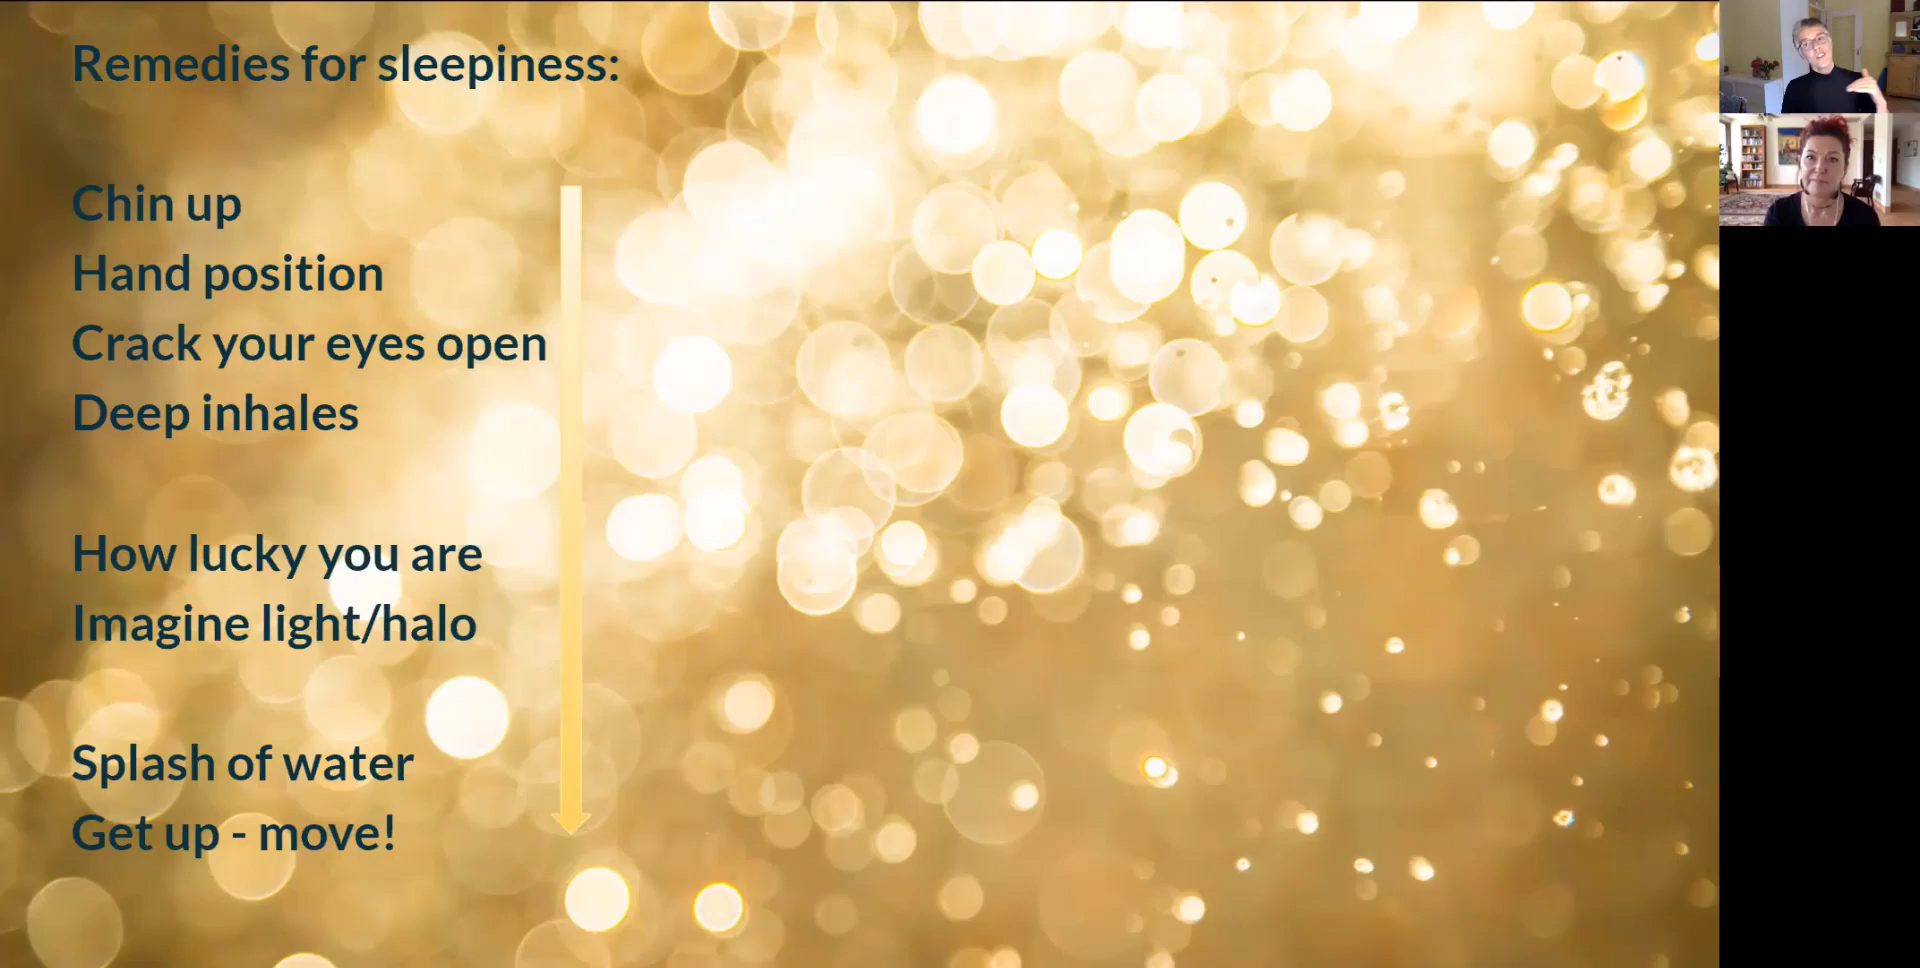 Remedies for sleepiness:
Chin up
Hand position
Crack your eyes open
Deep inhales
How lucky you are
Imagine light/halo
Splash of water
Get up - move!